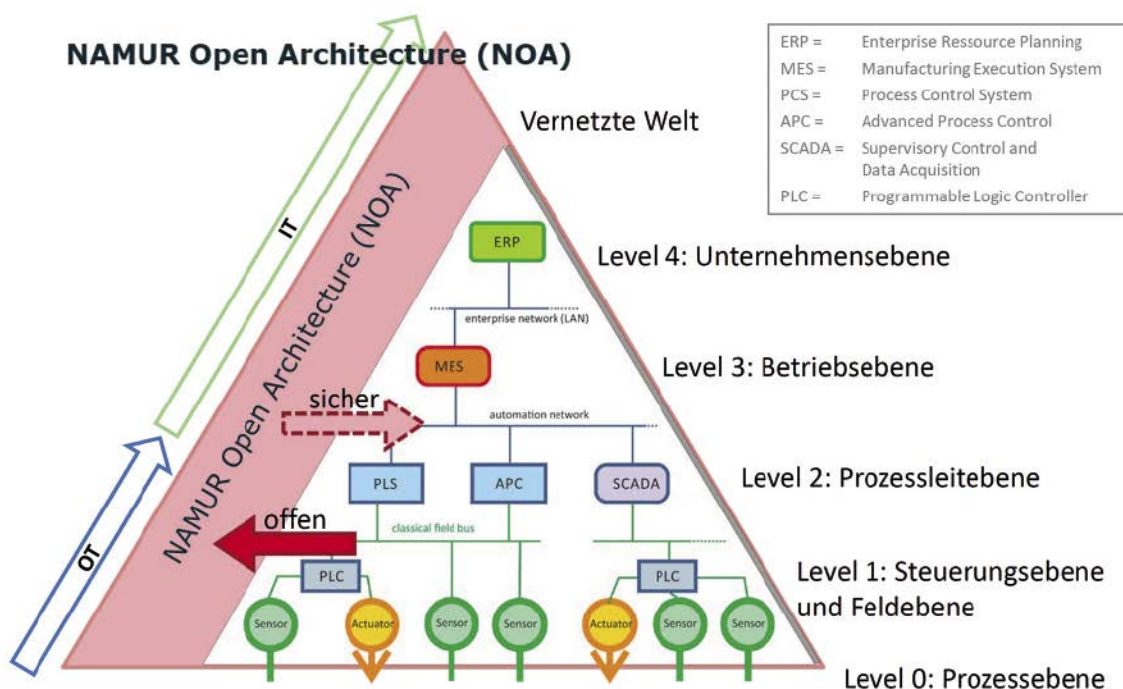 NAMUR Open Architecture (NOA)
ERP = Enterprise Ressource Planning
MES = Manufacturing Execution System
PCS = Process Control System
APC = Advanced Process Control
SCADA = Supervisory Control and
Data Acquisition
PLC = Programmable Logic Controller
Vernetzte Welt
IT
NAMUR Open Architecture (NOA)
ERP
Level 4: Unternehmensebene
enterprise network (LAN)
MES
Level 3: Betriebsebene
sicher
automation network
PLS
APC
SCADA
Level 2: Prozessleitebene
offen
classical field bus
OT
PLC
PLC
Level 1: Steuerungsebene
und Feldebene
Sensor
Actuator
Sensor
Sensor
Actuator
Sensor
Sensor
Level 0: Prozessebene